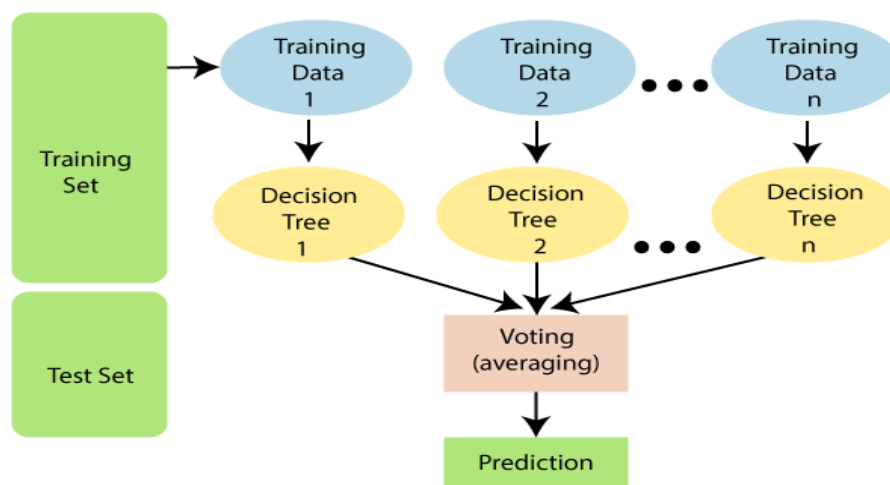 Training
Set
Test Set
Training
Data
1
Training
Data
2
Training
Data
n
Decision
Tree
1
Decision
Tree
2
Decision
Tree
n
Voting
(averaging)
Prediction